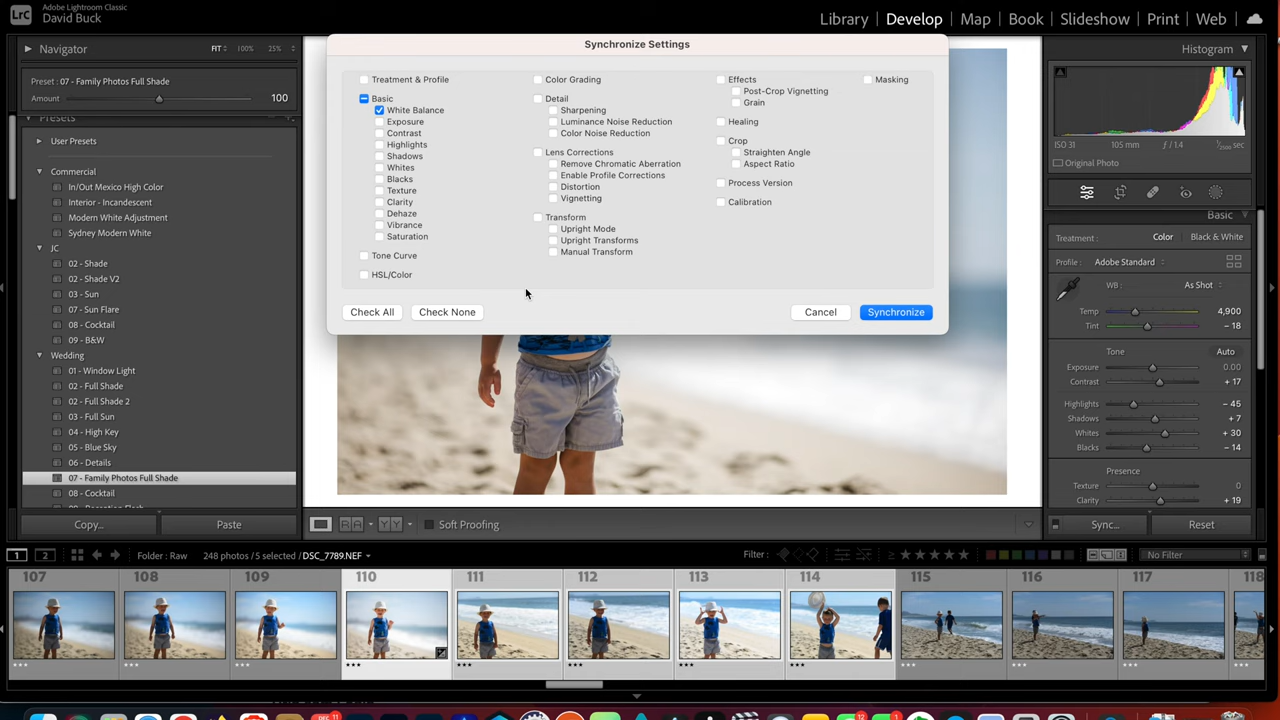 LrC
Adobe Lightroom Classic
David Buck
Library
Develop
Map
Book
Slideshow
Print
Web
Navigator
FIT
100%
25%
Preset : 07 - Family Photos Full Shade
Amount
100
Presets
User Presets
Commercial
In/Out Mexico High Color
Interior - Incandescent
Modern White Adjustment
Sydney Modern White
JC
02 - Shade
02 - Shade V2
03 - Sun
07 - Sun Flare
08 - Cocktail
09 - B&W
Wedding
01 - Window Light
02 - Full Shade
02 - Full Shade 2
03 - Full Sun
04 - High Key
05 - Blue Sky
06 - Details
07 - Family Photos Full Shade
08 - Cocktail
Copy...
Paste
Synchronize Settings
Treatment & Profile
Basic
White Balance
Exposure
Contrast
Highlights
Shadows
Whites
Blacks
Texture
Clarity
Dehaze
Vibrance
Saturation
Tone Curve
HSL/Color
Color Grading
Detail
Sharpening
Luminance Noise Reduction
Color Noise Reduction
Lens Corrections
Remove Chromatic Aberration
Enable Profile Corrections
Distortion
Vignetting
Transform
Upright Mode
Upright Transforms
Manual Transform
Effects
Post-Crop Vignetting
Grain
Healing
Crop
Straighten Angle
Aspect Ratio
Process Version
Calibration
Masking
Check All
Check None
Cancel
Synchronize
Histogram
ISO 31
105 mm
ƒ / 1.4
Original Photo
Basic
Treatment :
Color
Black & White
Profile :
Adobe Standard
WB :
As Shot
Temp
4,900
Tint
– 18
Tone
Auto
Exposure
0.00
Contrast
+ 17
Highlights
– 45
Shadows
+ 7
Whites
+ 30
Blacks
– 14
Presence
Texture
0
Clarity
+ 19
Sync...
Reset
R A
Y Y
Soft Proofing
1
2
Folder : Raw
248 photos / 5 selected / DSC_7789.NEF
Filter :
No Filter
107
108
109
110
111
112
113
114
115
116
117
118